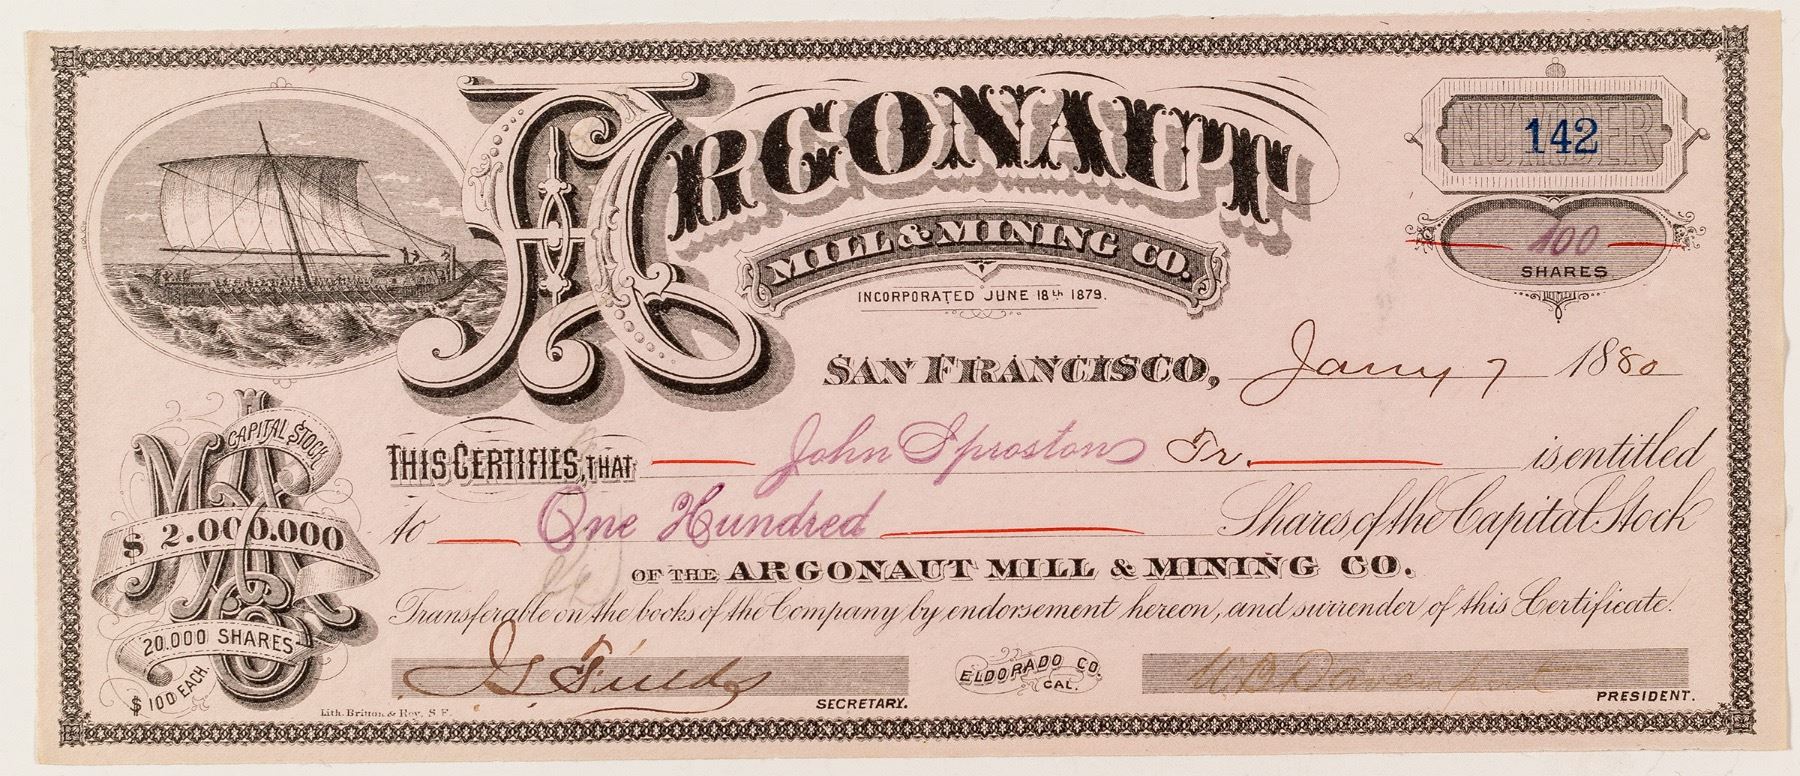 ARGONAUT
MILL & MINING CO.
INCORPORATED JUNE 18th 1879.
NUMBER
142
100
SHARES
SAN FRANCISCO, Jany 7 1880
THIS CERTIFIES, THAT John Sproston Tr. is entitled
to One Hundred Shares of the Capital Stock
OF THE ARGONAUT MILL & MINING CO.
Transferable on the books of the Company by endorsement hereon, and surrender of this Certificate.
CAPITAL STOCK
MA Co
$ 2.000.000
20.000 SHARES
$ 100 EACH.
Lith. Britton & Rey, S.F.
SECRETARY.
ELDORADO CO.
CAL.
PRESIDENT.